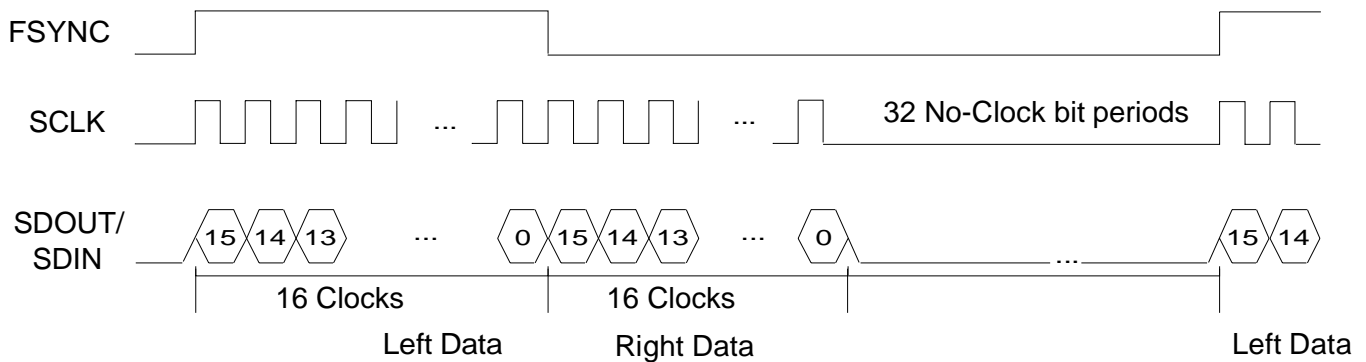 FSYNC
SCLK
...
...
32 No-Clock bit periods
SDOUT/
SDIN
15 14 13 ... 0 15 14 13 ... 0 ... 15 14
16 Clocks
16 Clocks
Left Data
Right Data
Left Data